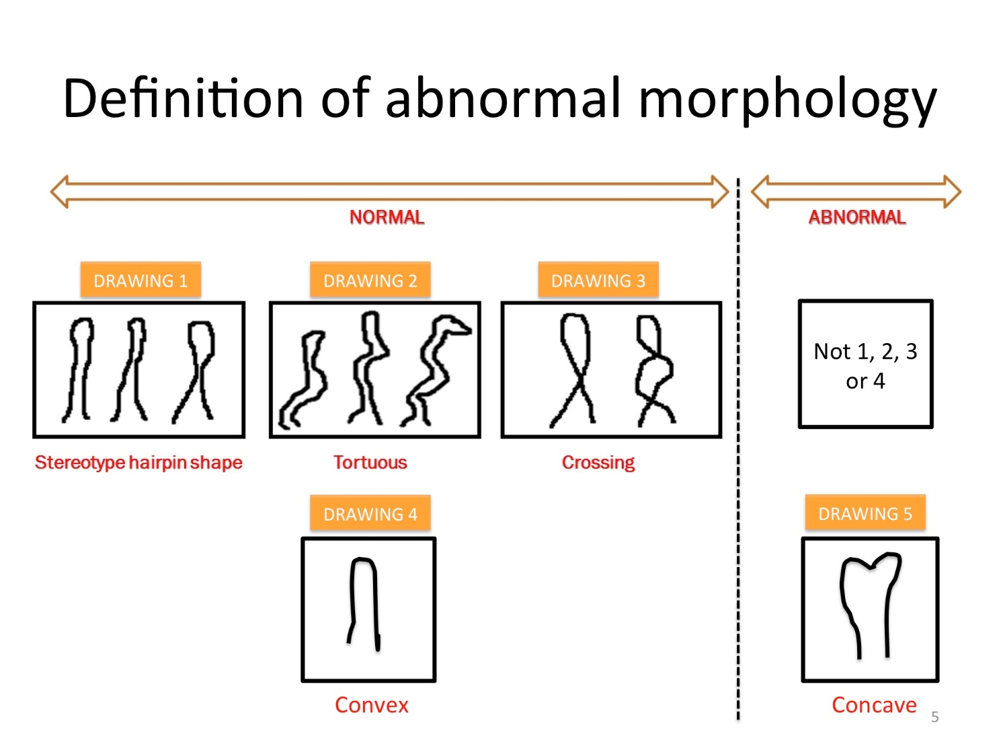 Definition of abnormal morphology
NORMAL
ABNORMAL
DRAWING 1
DRAWING 2
DRAWING 3
Not 1, 2, 3
or 4
Stereotype hairpin shape
Tortuous
Crossing
DRAWING 4
DRAWING 5
Convex
Concave
5